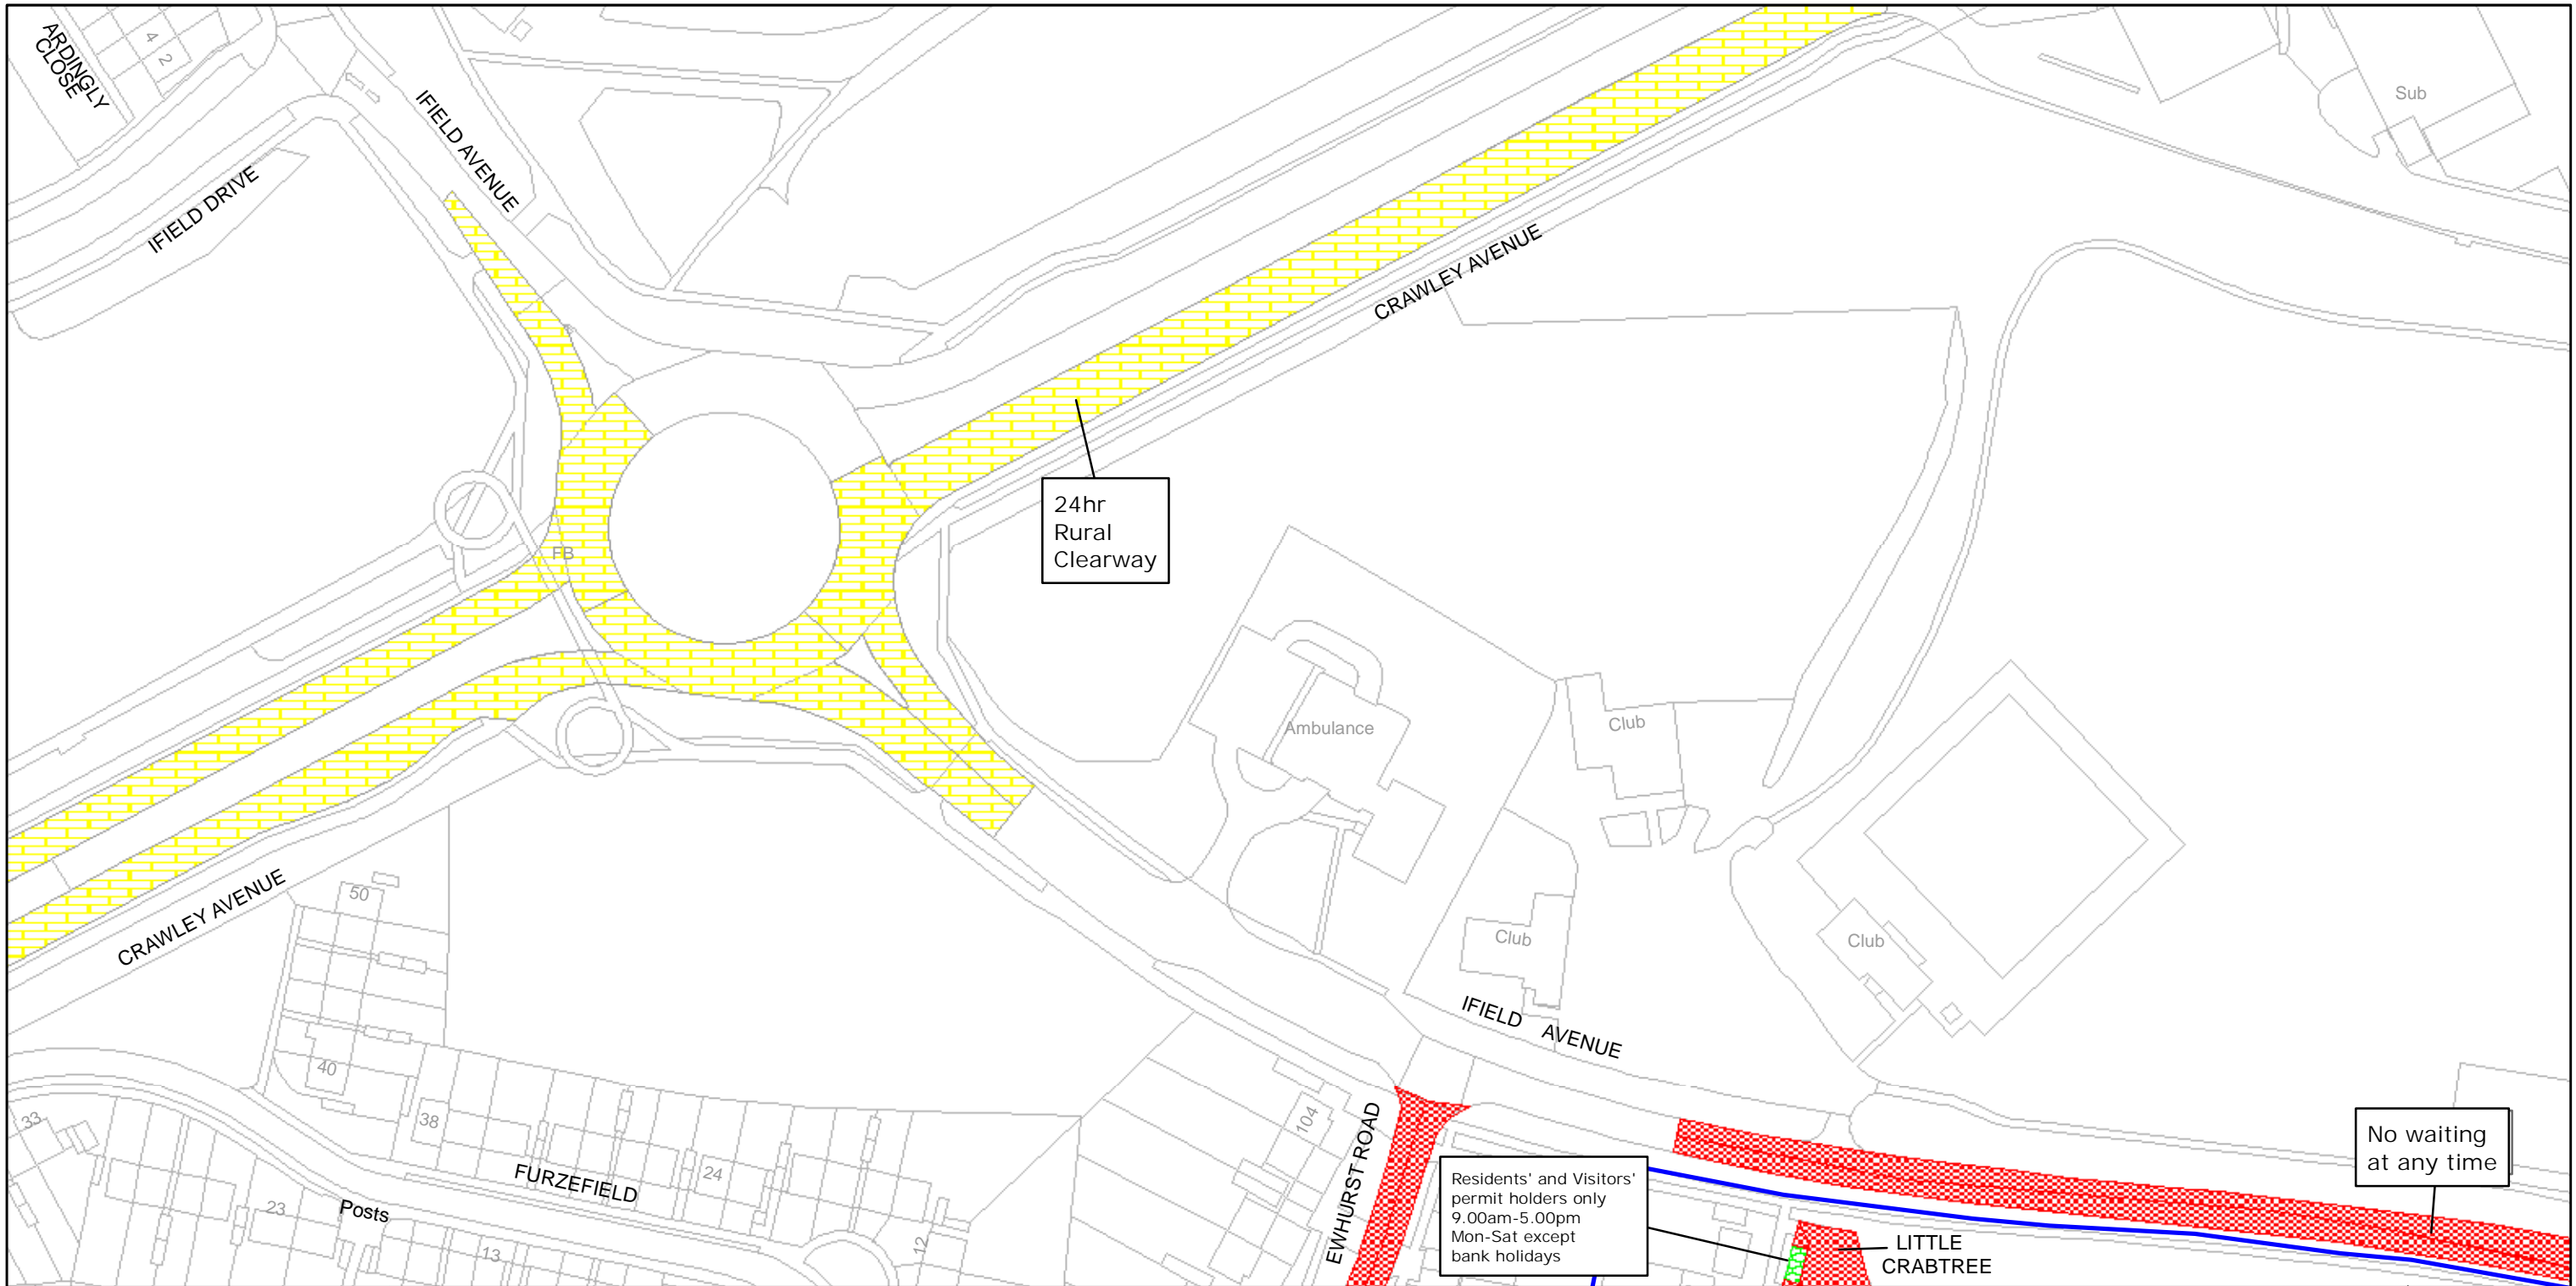 ARDINGLY
CLOSE
4
2
IFIELD AVENUE
IFIELD DRIVE
Sub
CRAWLEY AVENUE
24hr
Rural
Clearway
FB
Ambulance
Club
Club
Club
CRAWLEY AVENUE
50
40
38
33
24
23
13
12
104
FURZEFIELD
Posts
IFIELD AVENUE
EWHURST ROAD
No waiting
at any time
Residents' and Visitors'
permit holders only
9.00am-5.00pm
Mon-Sat except
bank holidays
LITTLE
CRABTREE